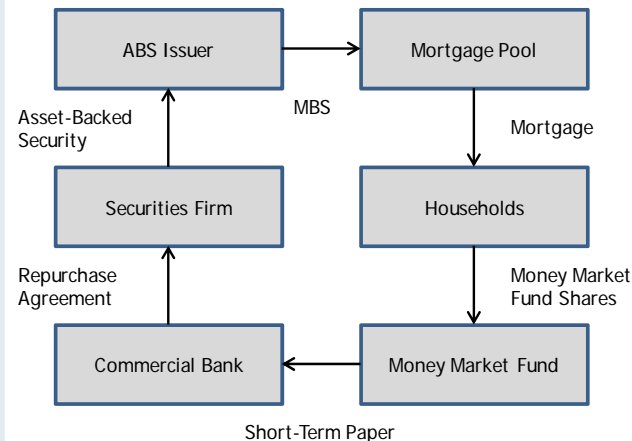 ABS Issuer
Mortgage Pool
MBS
Asset-Backed
Security
Mortgage
Securities Firm
Households
Repurchase
Agreement
Money Market
Fund Shares
Commercial Bank
Money Market Fund
Short-Term Paper